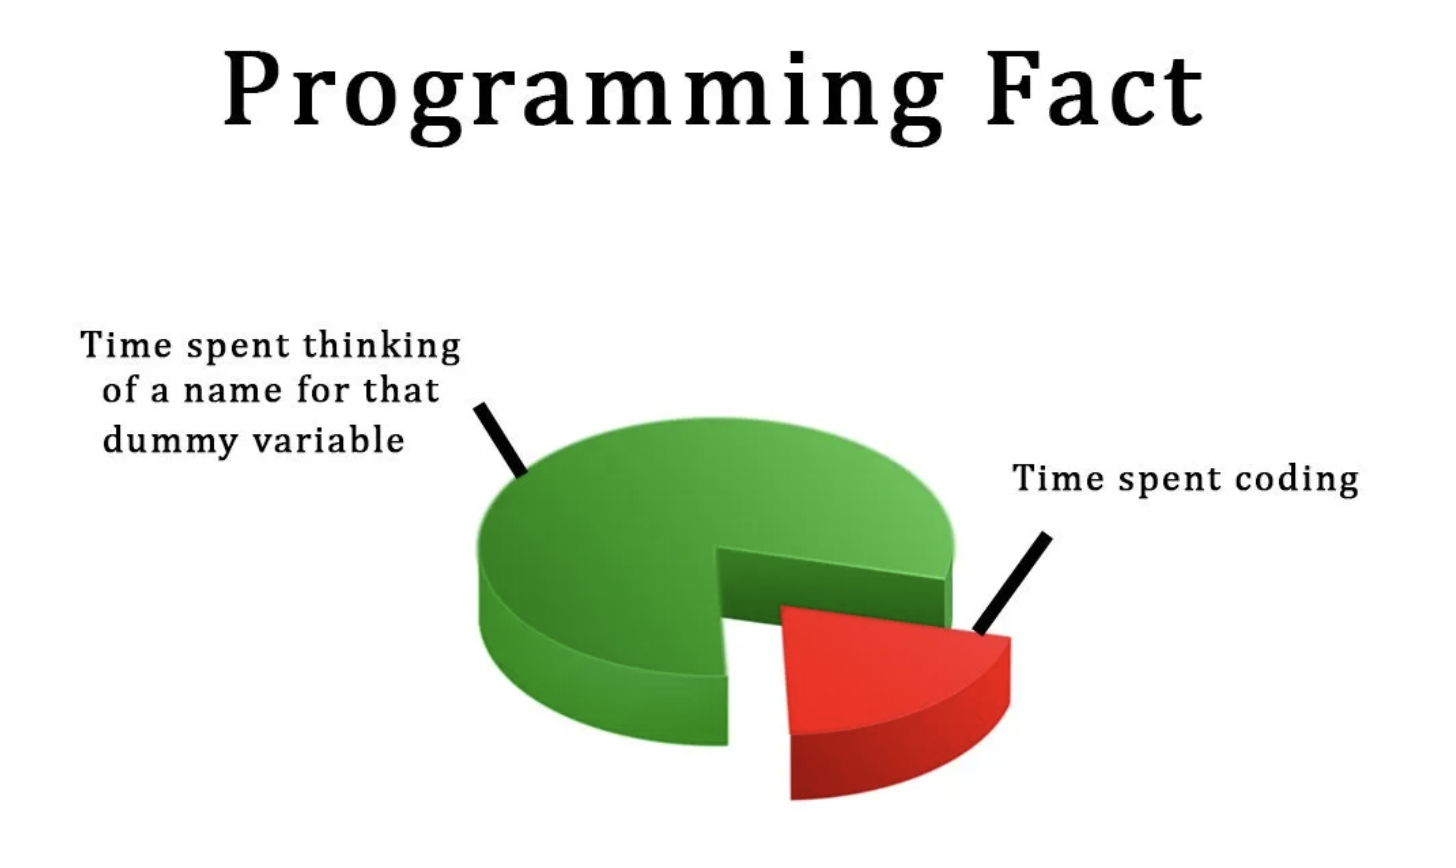 Programming Fact
Time spent thinking
of a name for that
dummy variable
Time spent coding